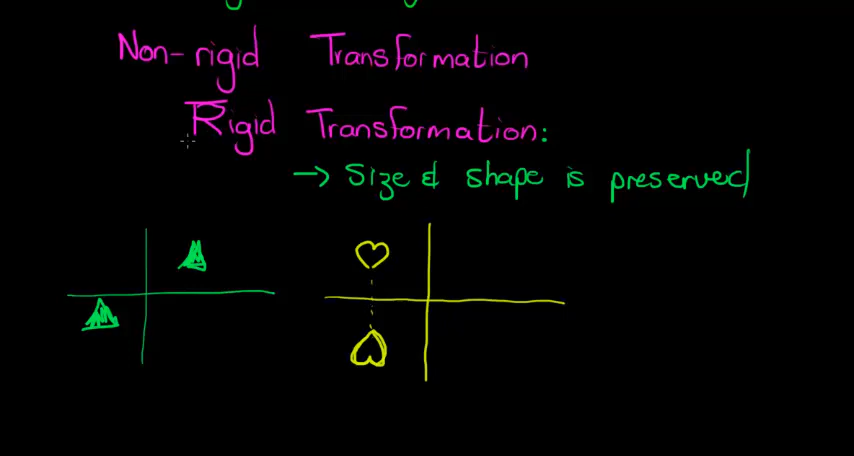 Non-rigid Transformation
Rigid Transformation:
→ Size & shape is preserved